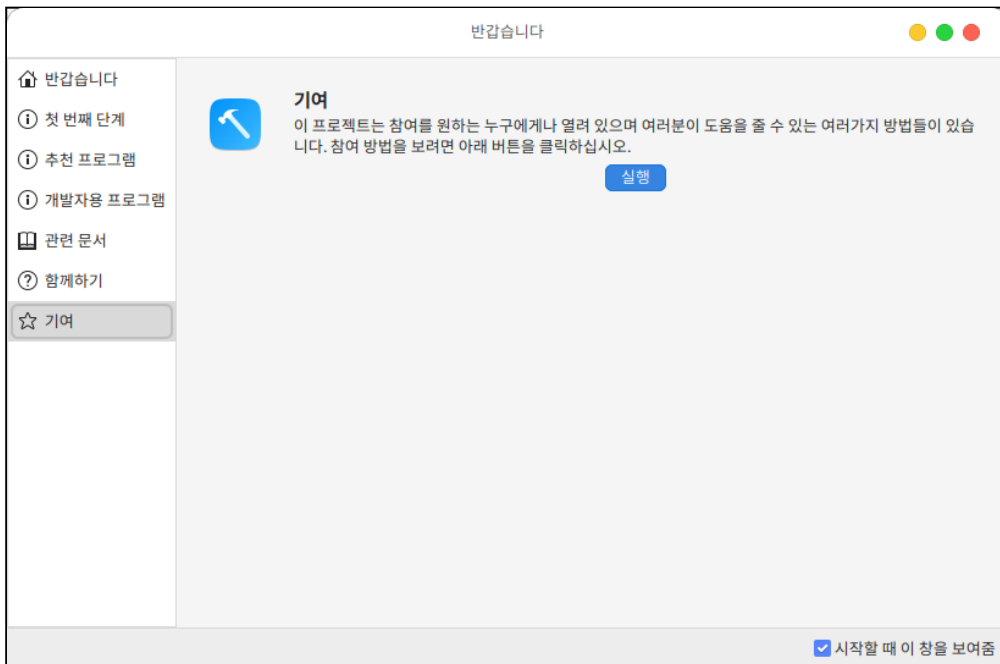 반갑습니다
반갑습니다
첫 번째 단계
추천 프로그램
개발자용 프로그램
관련 문서
함께하기
기여
기여
이 프로젝트는 참여를 원하는 누구에게나 열려 있으며 여러분이 도움을 줄 수 있는 여러가지 방법들이 있습
니다. 참여 방법을 보려면 아래 버튼을 클릭하십시오.
실행
시작할 때 이 창을 보여줌